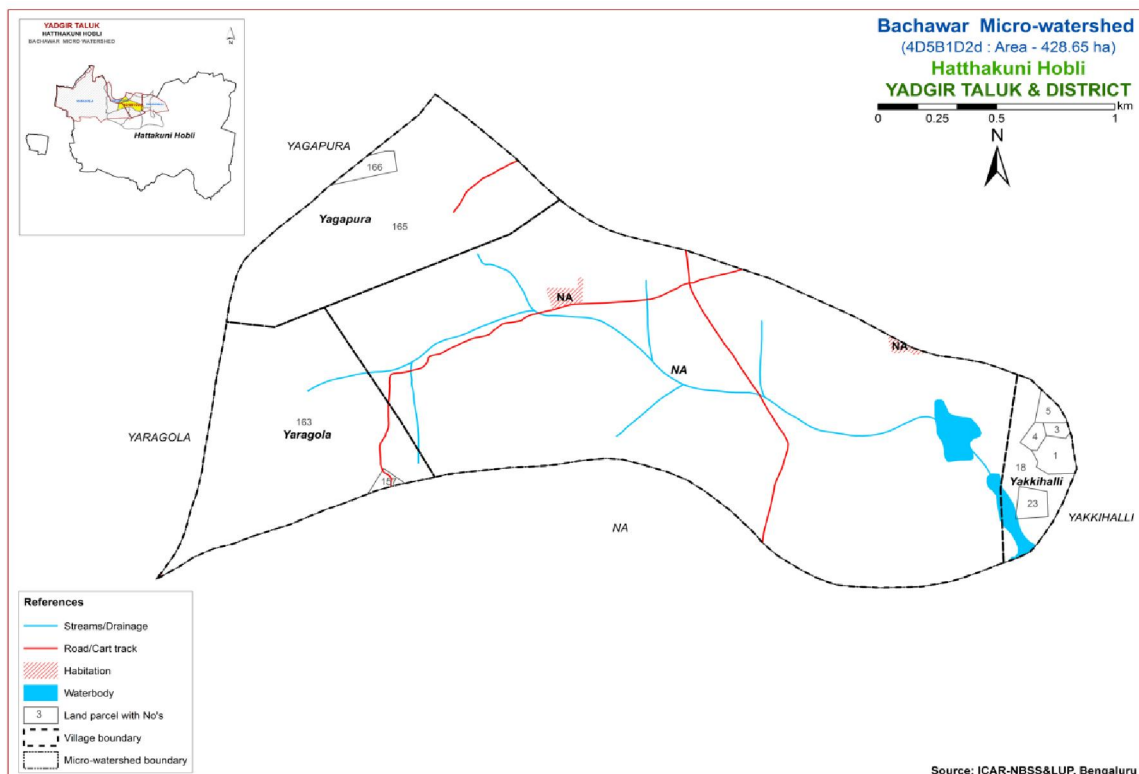 YADGIR TALUK
HATTHAKUNI HOBLI
BACHAWAR MICRO WATERSHED
N
Hattakuni Hobli
Bachawar Micro-watershed
(4D5B1D2d : Area - 428.65 ha)
Hatthakuni Hobli
YADGIR TALUK & DISTRICT
km
0 0.25 0.5 1
N
YAGAPURA
166
Yagapura
165
NA
NA
NA
5
4 3
1
18
Yakkihalli
23
YAKKIHALLI
163
Yaragola
YARAGOLA
157
NA
References
Streams/Drainage
Road/Cart track
Habitation
Waterbody
3 Land parcel with No's
Village boundary
Micro-watershed boundary
Source: ICAR-NBSS&LUP, Bengaluru